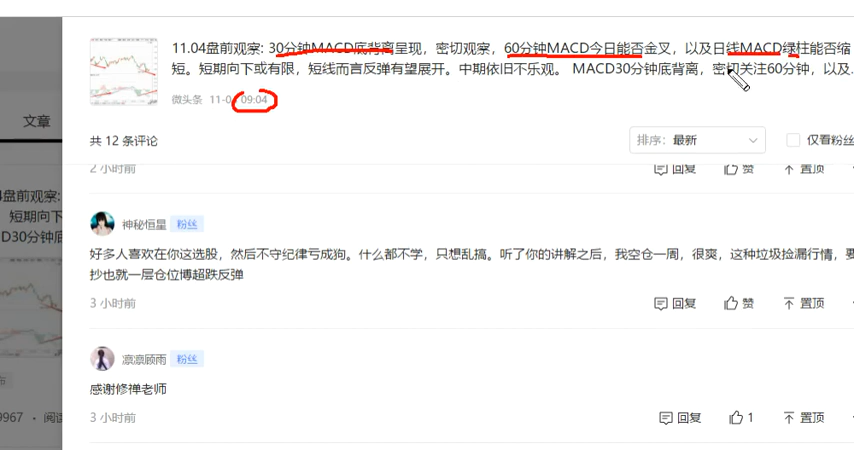 11.04盘前观察: 30分钟MACD底背离呈现，密切观察，60分钟MACD今日能否金叉，以及日线MACD绿柱能否缩
短。短期向下或有限，短线而言反弹有望展开。中期依旧不乐观。 MACD30分钟底背离，密切关注60分钟，以及
微头条 11-0 09:04
文章
共 12 条评论
排序: 最新
仅看粉丝
2 小时前
回复 赞 置顶
盘前观察:
神秘恒星 粉丝
短期向下
D30分钟底
好多人喜欢在你这选股，然后不守纪律亏成狗。什么都不学，只想乱搞。听了你的讲解之后，我空仓一周，很爽，这种垃圾捡漏行情，要
抄也就一层仓位博超跌反弹
3 小时前
回复 赞 置顶
凉凉顾雨 粉丝
感谢修禅老师
9967 · 阅读
3 小时前
回复 1 置顶